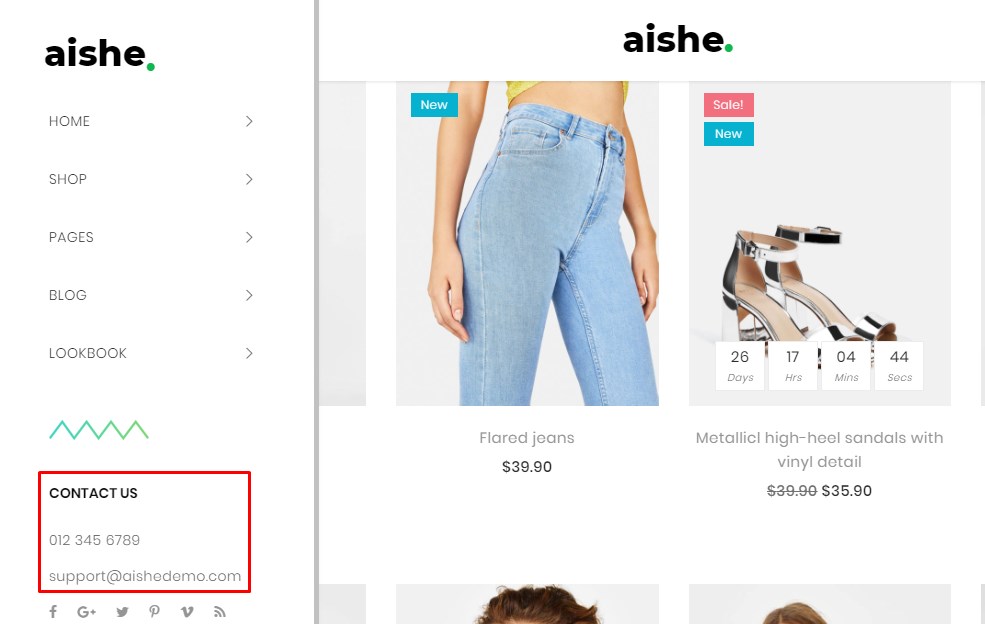 aishe.
HOME
SHOP
PAGES
BLOG
LOOKBOOK
CONTACT US
012 345 6789
support@aishedemo.com
aishe.
New
Flared jeans
$39.90
Sale!
New
26 17 04 44
Days Hrs Mins Secs
Metallicl high-heel sandals with
vinyl detail
$39.90 $35.90